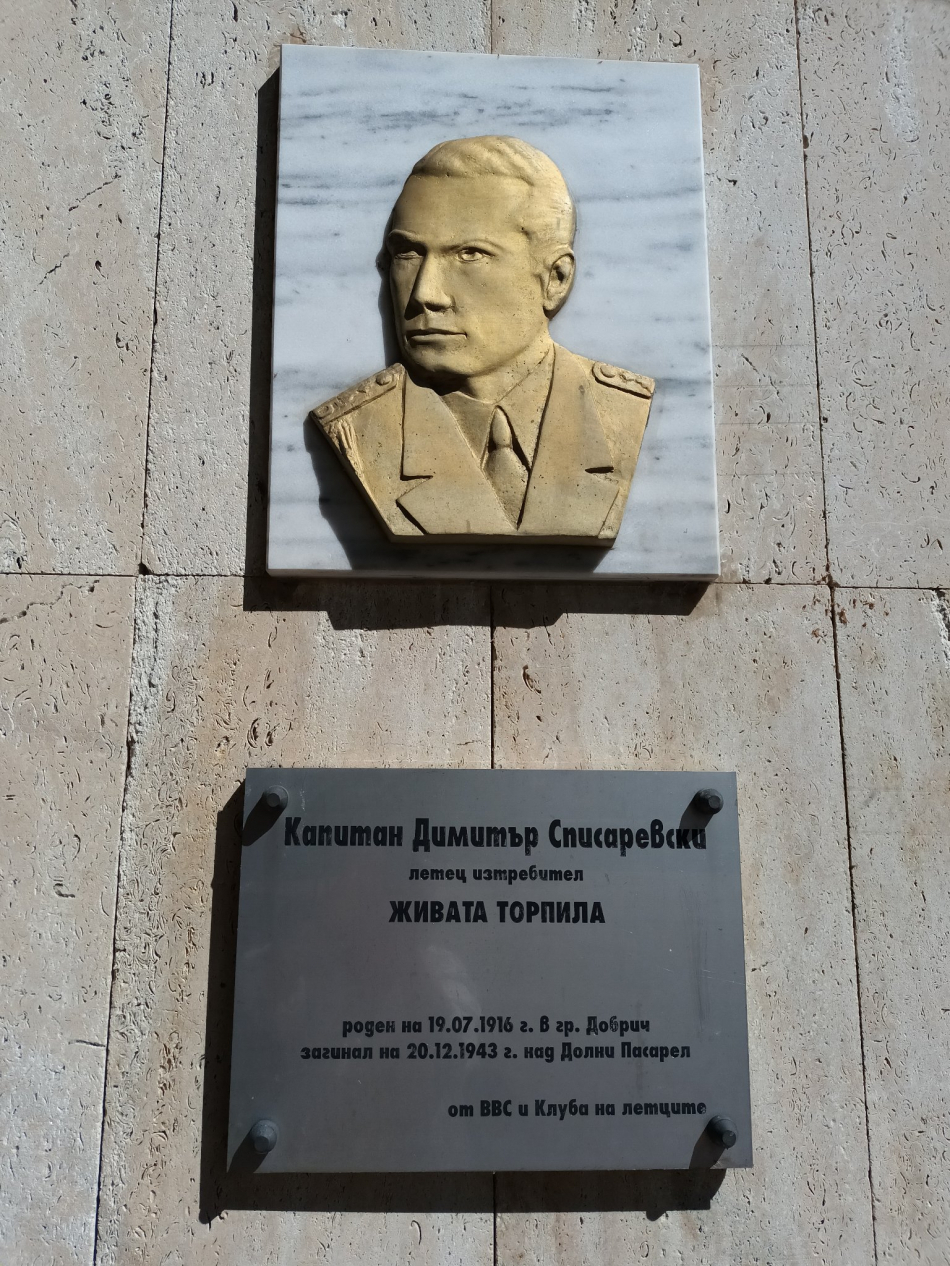 Капитан Димитър Списаревски
летец изтребител
ЖИВАТА ТОРПИЛА
роден на 19.07.1916 г. в гр. Добрич
загинал на 20.12.1943 г. над Долни Пасарел
от ВВС и Клуба на летците